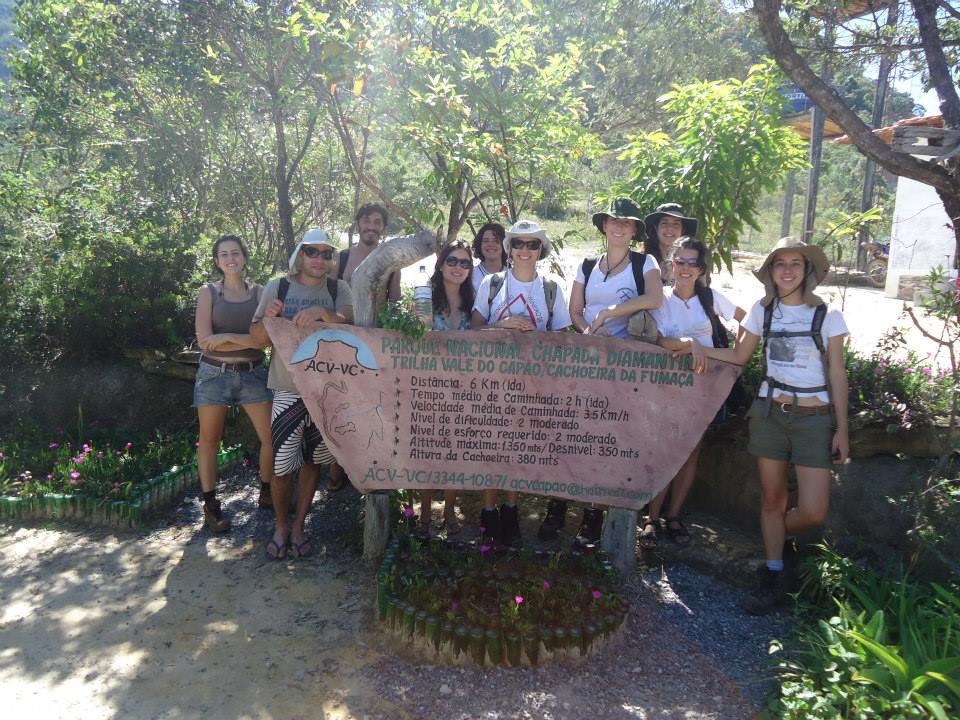 PARQUE NACIONAL CHAPADA DIAMANTINA
TRILHA VALE DO CAPÃO/CACHOEIRA DA FUMAÇA
ACV-VC
Distância: 6 Km (Ida)
Tempo médio de Caminhada: 2 h (ida)
Velocidade média de Caminhada: 3.5 Km/H
Nível de dificuldade: 2 moderado
Nível de esforço requerido: 2 moderado
Altitude máxima: 1.350 mts/ Desnível: 350 mts
Altura da Cachoeira: 380 mts
ACV-VC/3344-1087/ acvcapao@hotmail.com